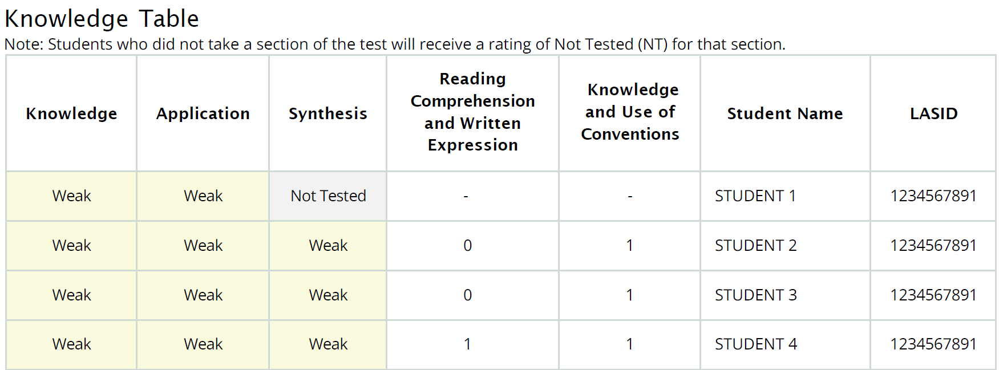 Knowledge Table
Note: Students who did not take a section of the test will receive a rating of Not Tested (NT) for that section.
Knowledge Application Synthesis Reading Comprehension and Written Expression Knowledge and Use of Conventions Student Name LASID
Weak Weak Not Tested - - STUDENT 1 1234567891
Weak Weak Weak 0 1 STUDENT 2 1234567891
Weak Weak Weak 0 1 STUDENT 3 1234567891
Weak Weak Weak 1 1 STUDENT 4 1234567891